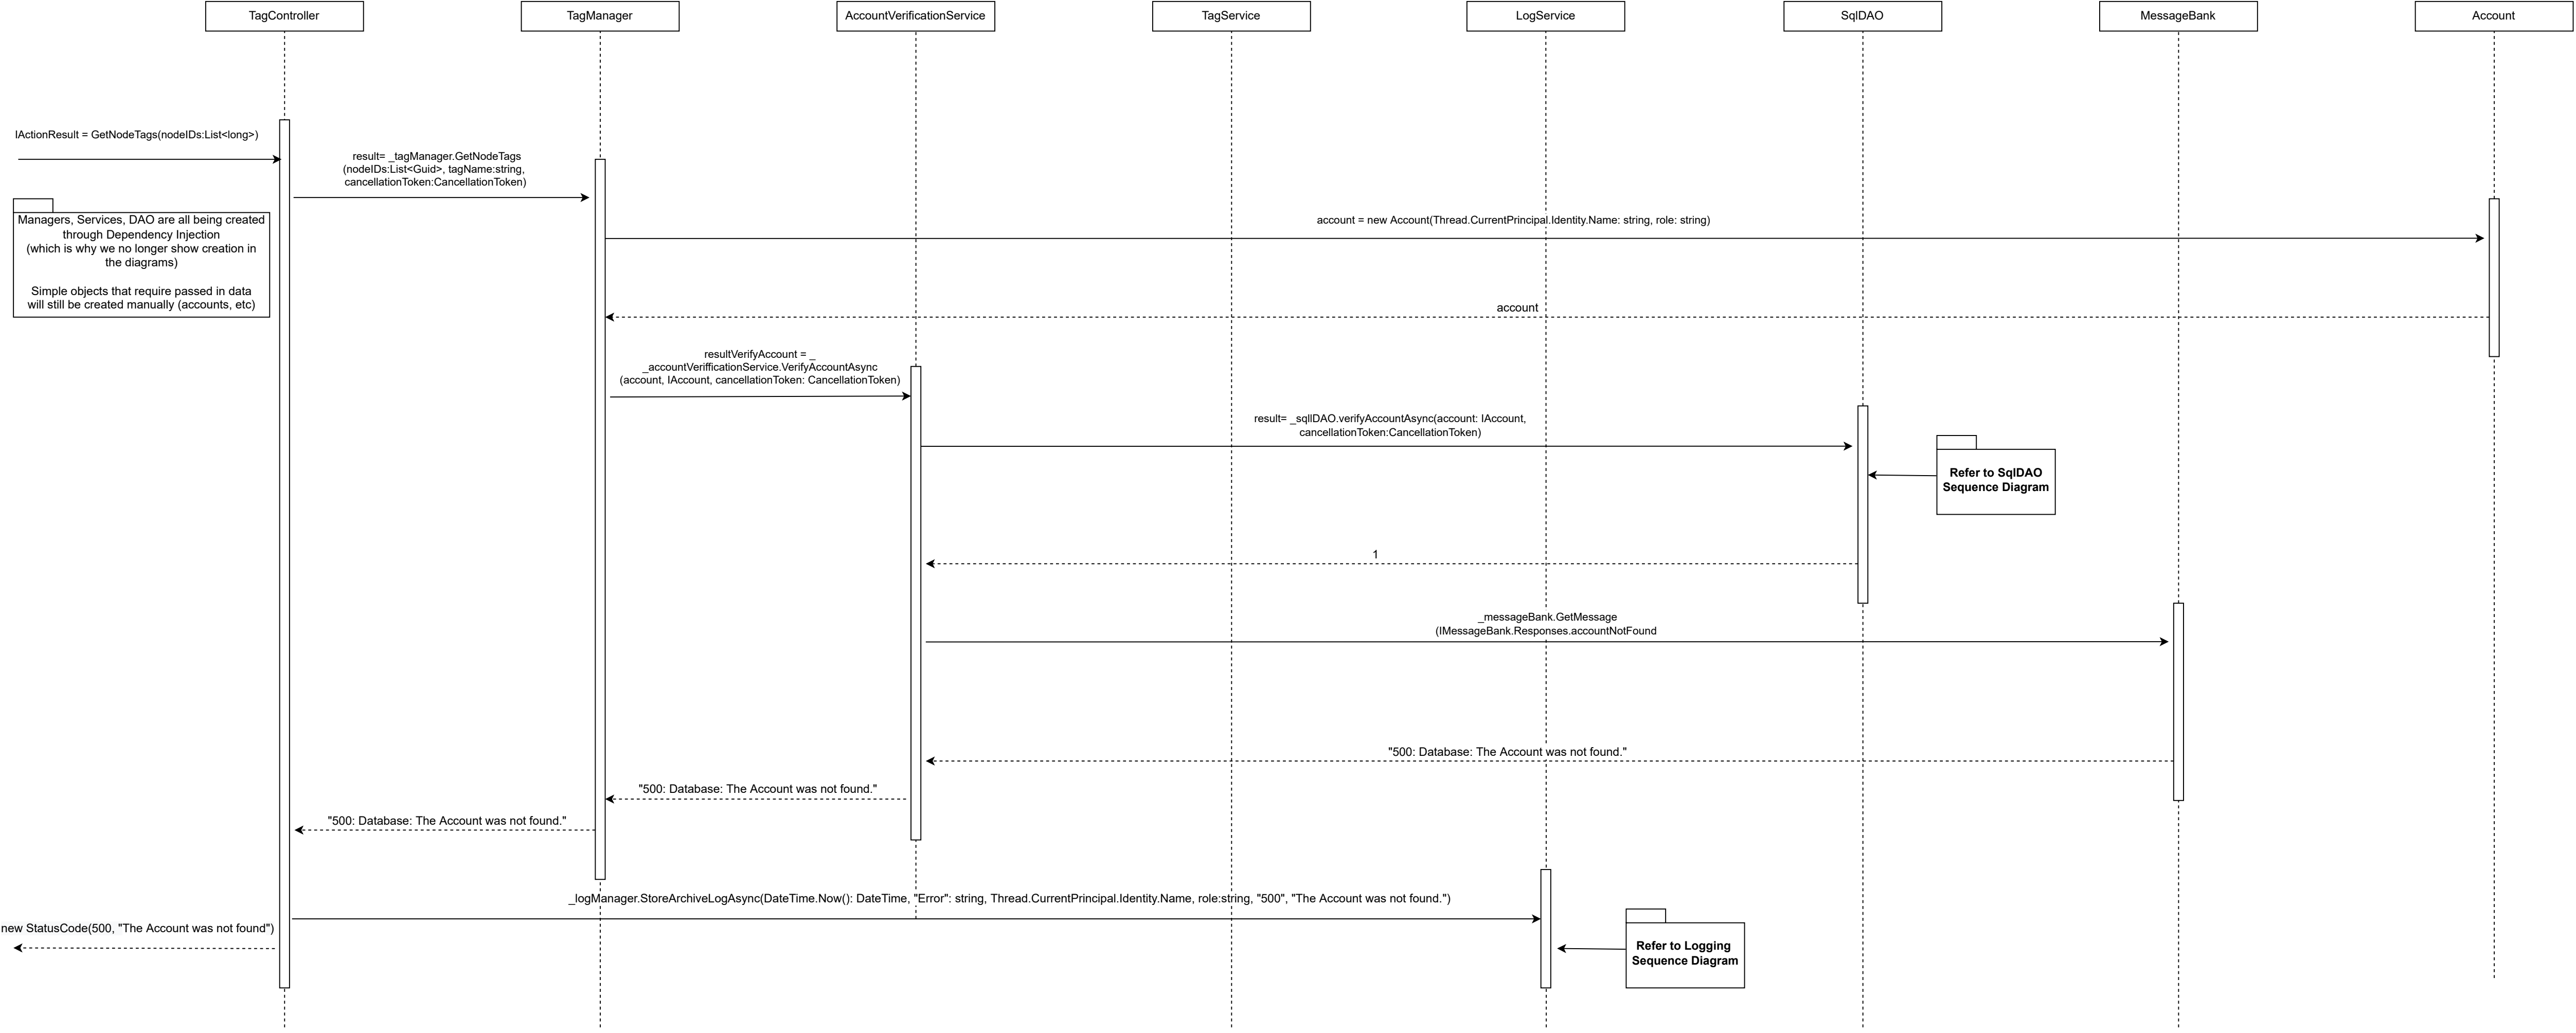 TagController
TagManager
AccountVerificationService
TagService
LogService
SqlDAO
MessageBank
Account
IActionResult = GetNodeTags(nodeIDs:List<long>)
result= _tagManager.GetNodeTags
(nodeIDs:List<Guid>, tagName:string,
cancellationToken:CancellationToken)
Managers, Services, DAO are all being created
through Dependency Injection
(which is why we no longer show creation in
the diagrams)
Simple objects that require passed in data
will still be created manually (accounts, etc)
account = new Account(Thread.CurrentPrincipal.Identity.Name: string, role: string)
account
resultVerifyAccount = _
_accountVerifficationService.VerifyAccountAsync
(account, IAccount, cancellationToken: CancellationToken)
result= _sqllDAO.verifyAccountAsync(account: IAccount,
cancellationToken:CancellationToken)
Refer to SqlDAO
Sequence Diagram
1
_messageBank.GetMessage
(IMessageBank.Responses.accountNotFound
"500: Database: The Account was not found."
"500: Database: The Account was not found."
"500: Database: The Account was not found."
_logManager.StoreArchiveLogAsync(DateTime.Now(): DateTime, "Error": string, Thread.CurrentPrincipal.Identity.Name, role:string, "500", "The Account was not found.")
new StatusCode(500, "The Account was not found")
Refer to Logging
Sequence Diagram